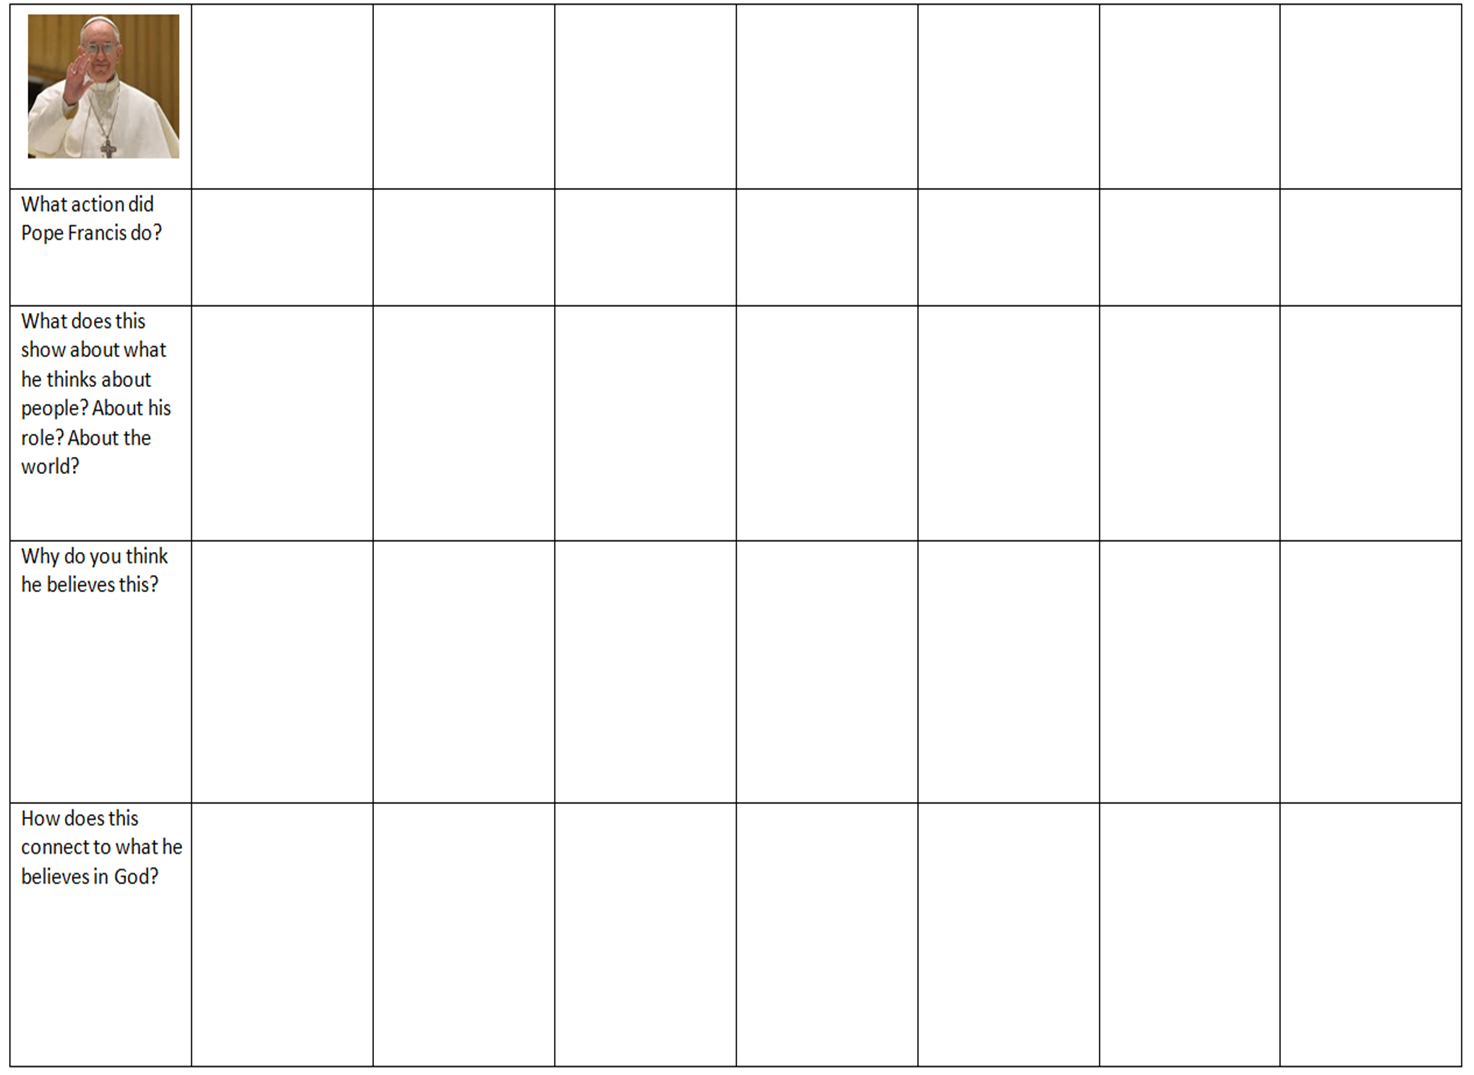 What action did
Pope Francis do?
What does this
show about what
he thinks about
people? About his
role? About the
world?
Why do you think
he believes this?
How does this
connect to what he
believes in God?